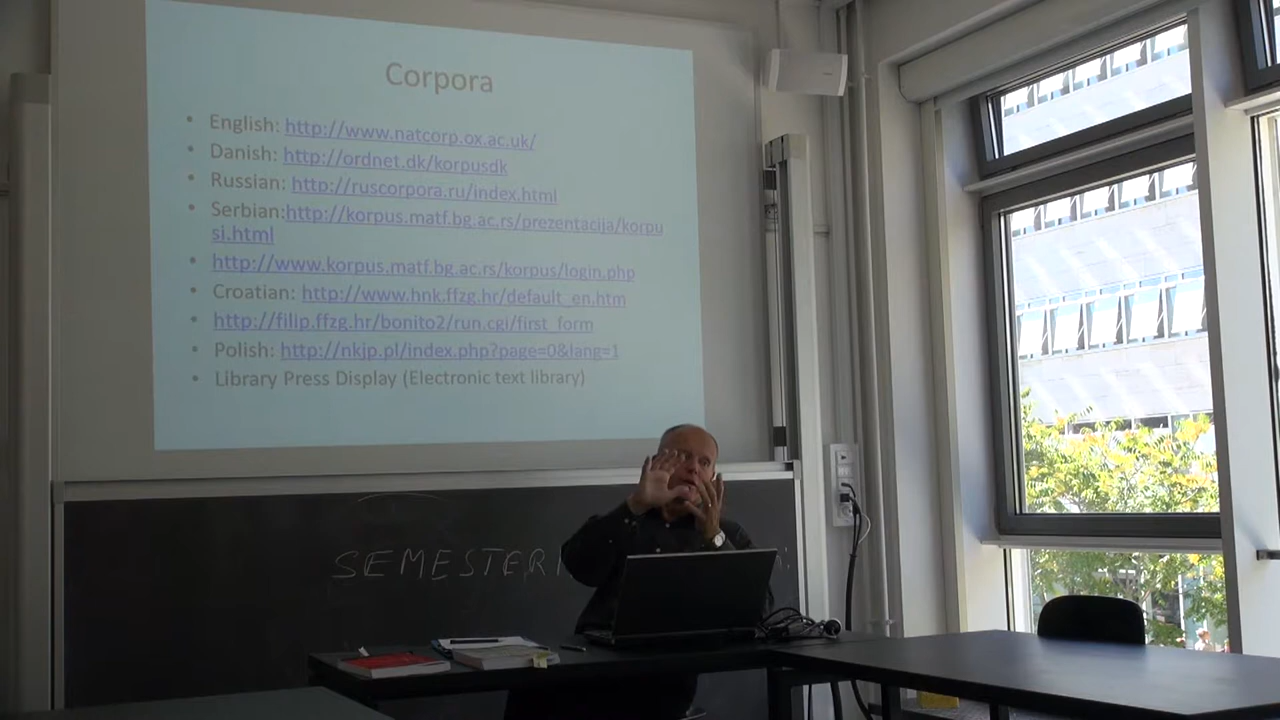 Corpora
• English: http://www.natcorp.ox.ac.uk/
• Danish: http://ordnet.dk/korpusdk
• Russian: http://ruscorpora.ru/index.html
• Serbian:http://korpus.matf.bg.ac.rs/prezentacija/korpu
si.html
• http://www.korpus.matf.bg.ac.rs/korpus/login.php
• Croatian: http://www.hnk.ffzg.hr/default_en.htm
• http://filip.ffzg.hr/bonito2/run.cgi/first_form
• Polish: http://nkjp.pl/index.php?page=0&lang=1
• Library Press Display (Electronic text library)
SEMESTER